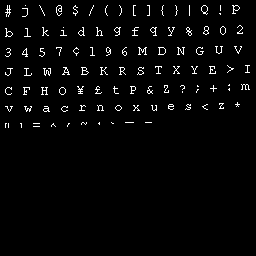 # j \ @ $ / ( ) [ ] { } | Q ! p
b l k i d h g f q y % 8 0 2
3 4 5 7 ¢ 1 9 6 M D N G U V
J L W A B K R S T X Y E > I
C F H O ¥ £ t P & Z ? ; + : m
v w a c r n o x u e s < z *
" ! = ^ , ~ ' ` — -